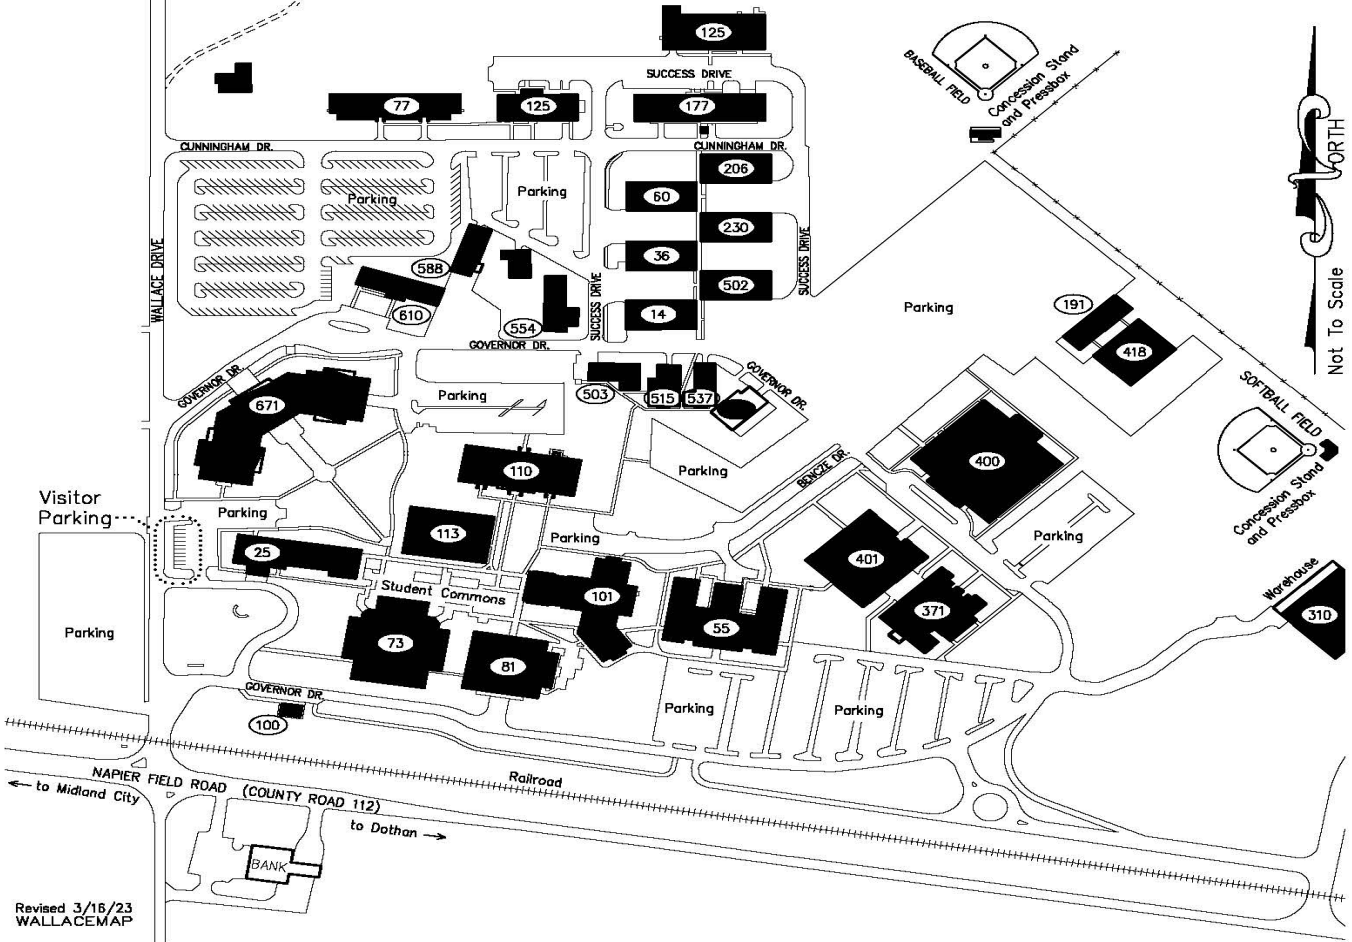 125
SUCCESS DRIVE
BASEBALL FIELD
Concession Stand
and Pressbox
77
125
177
CUNNINGHAM DR.
CUNNINGHAM DR.
ORTH
Not To Scale
206
Parking
Parking
60
230
WALLACE DRIVE
36
SUCCESS DRIVE
588
502
SUCCESS DRIVE
610
554
14
Parking
191
418
GOVERNOR DR.
GOVERNOR DR.
GOVERNOR DR.
671
Parking
503
515
537
SOFTBALL FIELD
Concession Stand
and Pressbox
110
Parking
BENCZE DR.
400
Visitor
Parking
Parking
113
Parking
Parking
25
401
Student Commons
101
371
Warehouse
310
Parking
73
55
81
GOVERNOR DR.
100
Parking
Parking
Railroad
NAPIER FIELD ROAD (COUNTY ROAD 112)
to Midland City
to Dothan
BANK
Revised 3/16/23
WALLACEMAP